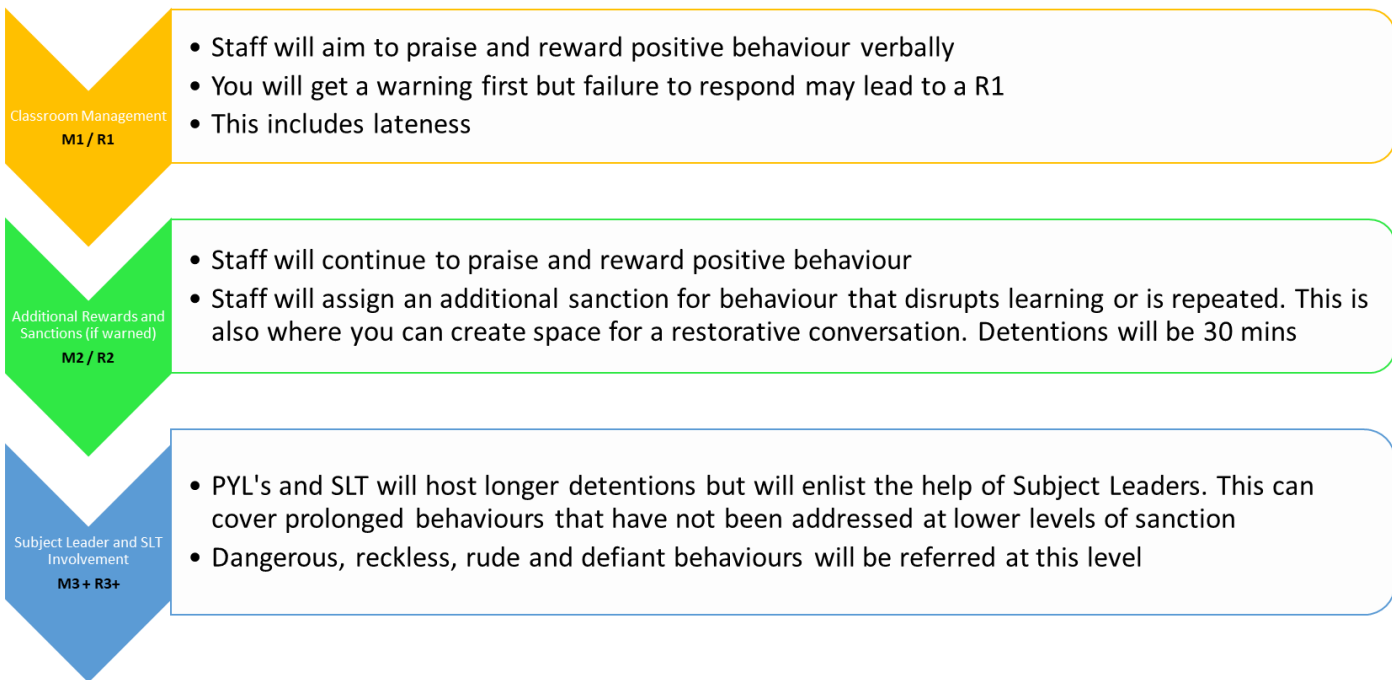 Classroom Management
M1 / R1
• Staff will aim to praise and reward positive behaviour verbally
• You will get a warning first but failure to respond may lead to a R1
• This includes lateness
Additional Rewards and
Sanctions (if warned)
M2 / R2
• Staff will continue to praise and reward positive behaviour
• Staff will assign an additional sanction for behaviour that disrupts learning or is repeated. This is
also where you can create space for a restorative conversation. Detentions will be 30 mins
Subject Leader and SLT
Involvement
M3 + R3+
• PYL's and SLT will host longer detentions but will enlist the help of Subject Leaders. This can
cover prolonged behaviours that have not been addressed at lower levels of sanction
• Dangerous, reckless, rude and defiant behaviours will be referred at this level